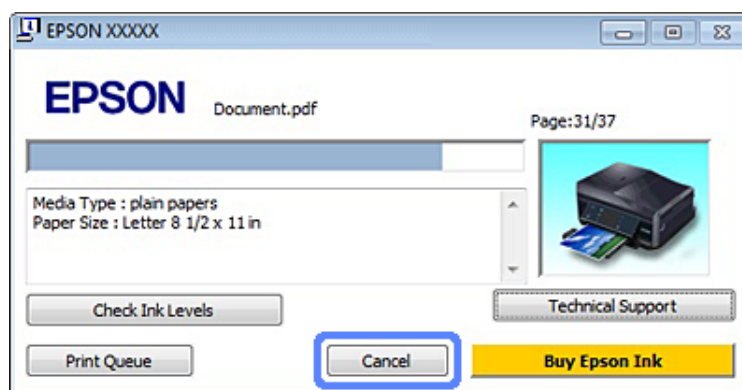 EPSON XXXXX
EPSON Document.pdf
Page:31/37
Media Type : plain papers
Paper Size : Letter 8 1/2 x 11 in
Check Ink Levels
Technical Support
Print Queue
Cancel
Buy Epson Ink